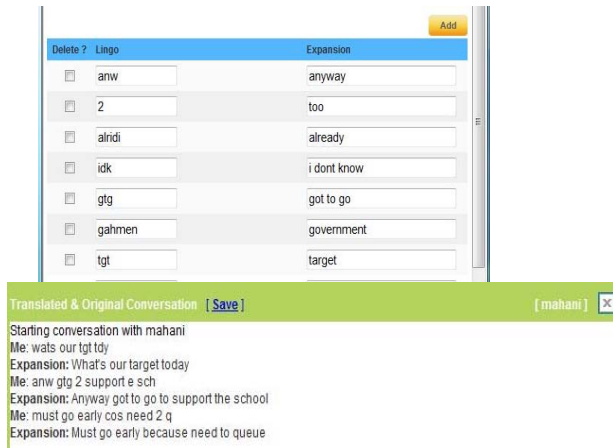 Add
Delete ? Lingo Expansion
anw anyway
2 too
alridi already
idk i dont know
gtg got to go
gahmen government
tgt target
Translated & Original Conversation [ Save ] [ mahani ] X
Starting conversation with mahani
Me: wats our tgt tdy
Expansion: What's our target today
Me: anw gtg 2 support e sch
Expansion: Anyway got to go to support the school
Me: must go early cos need 2 q
Expansion: Must go early because need to queue